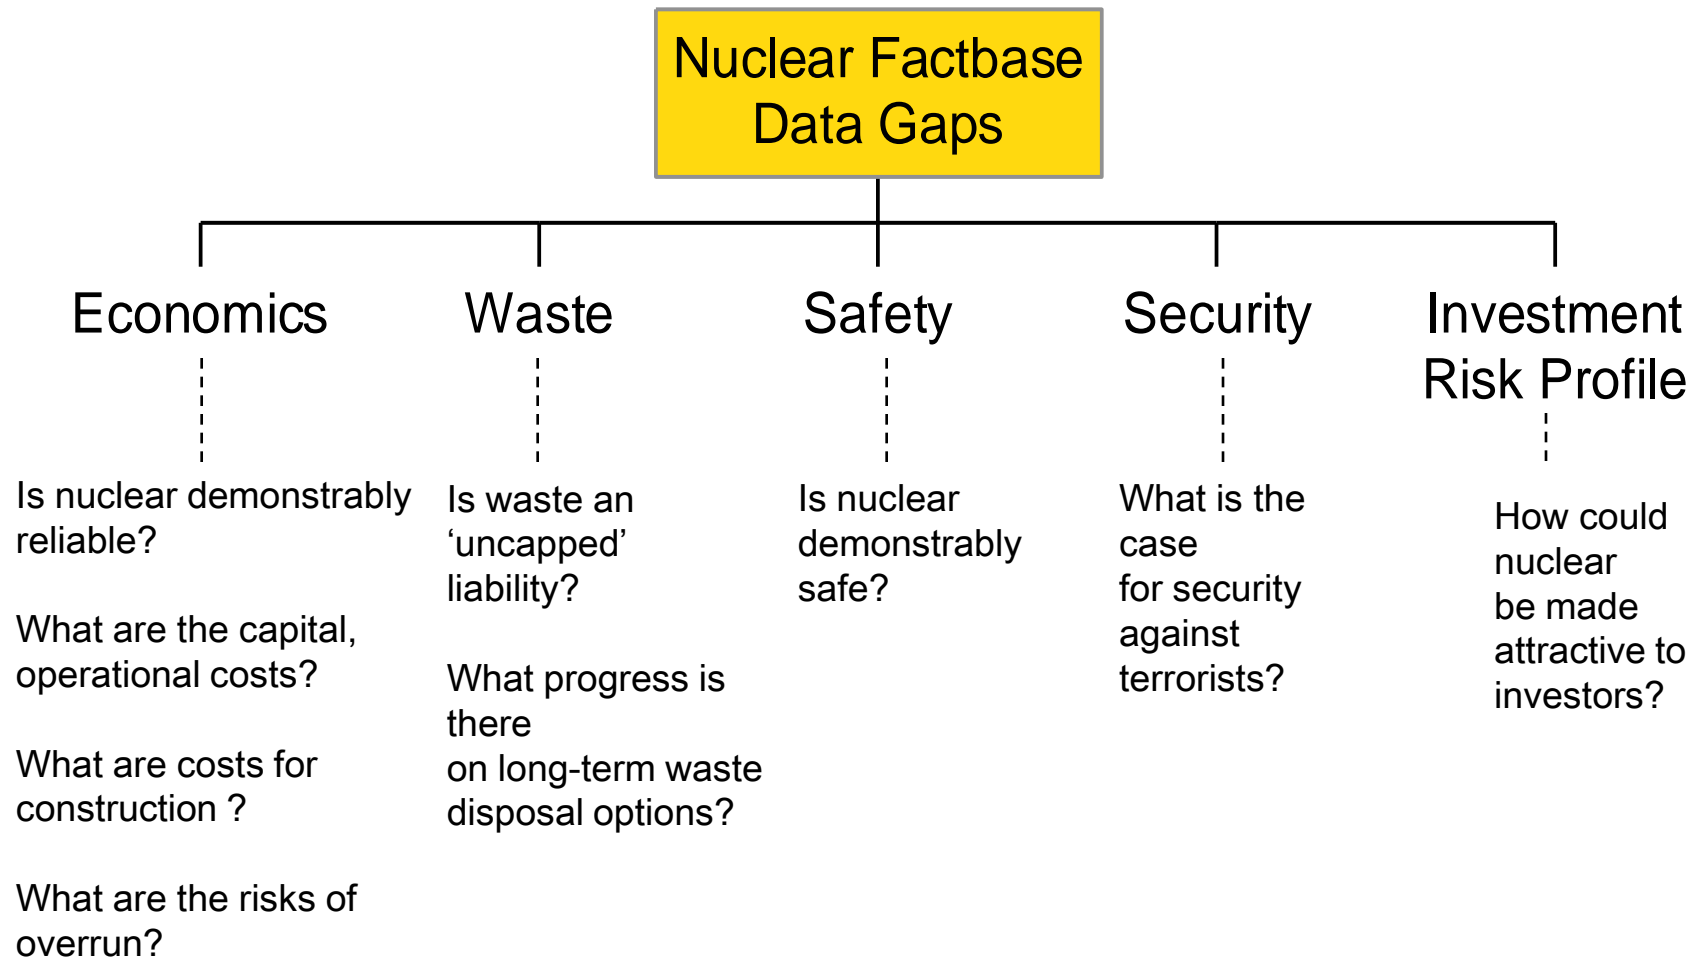 Nuclear Factbase
Data Gaps
Economics
Waste
Safety
Security
Investment
Risk Profile
Is nuclear demonstrably
reliable?
What are the capital,
operational costs?
What are costs for
construction ?
What are the risks of
overrun?
Is waste an
‘uncapped’
liability?
What progress is
there
on long-term waste
disposal options?
Is nuclear
demonstrably
safe?
What is the
case
for security
against
terrorists?
How could
nuclear
be made
attractive to
investors?